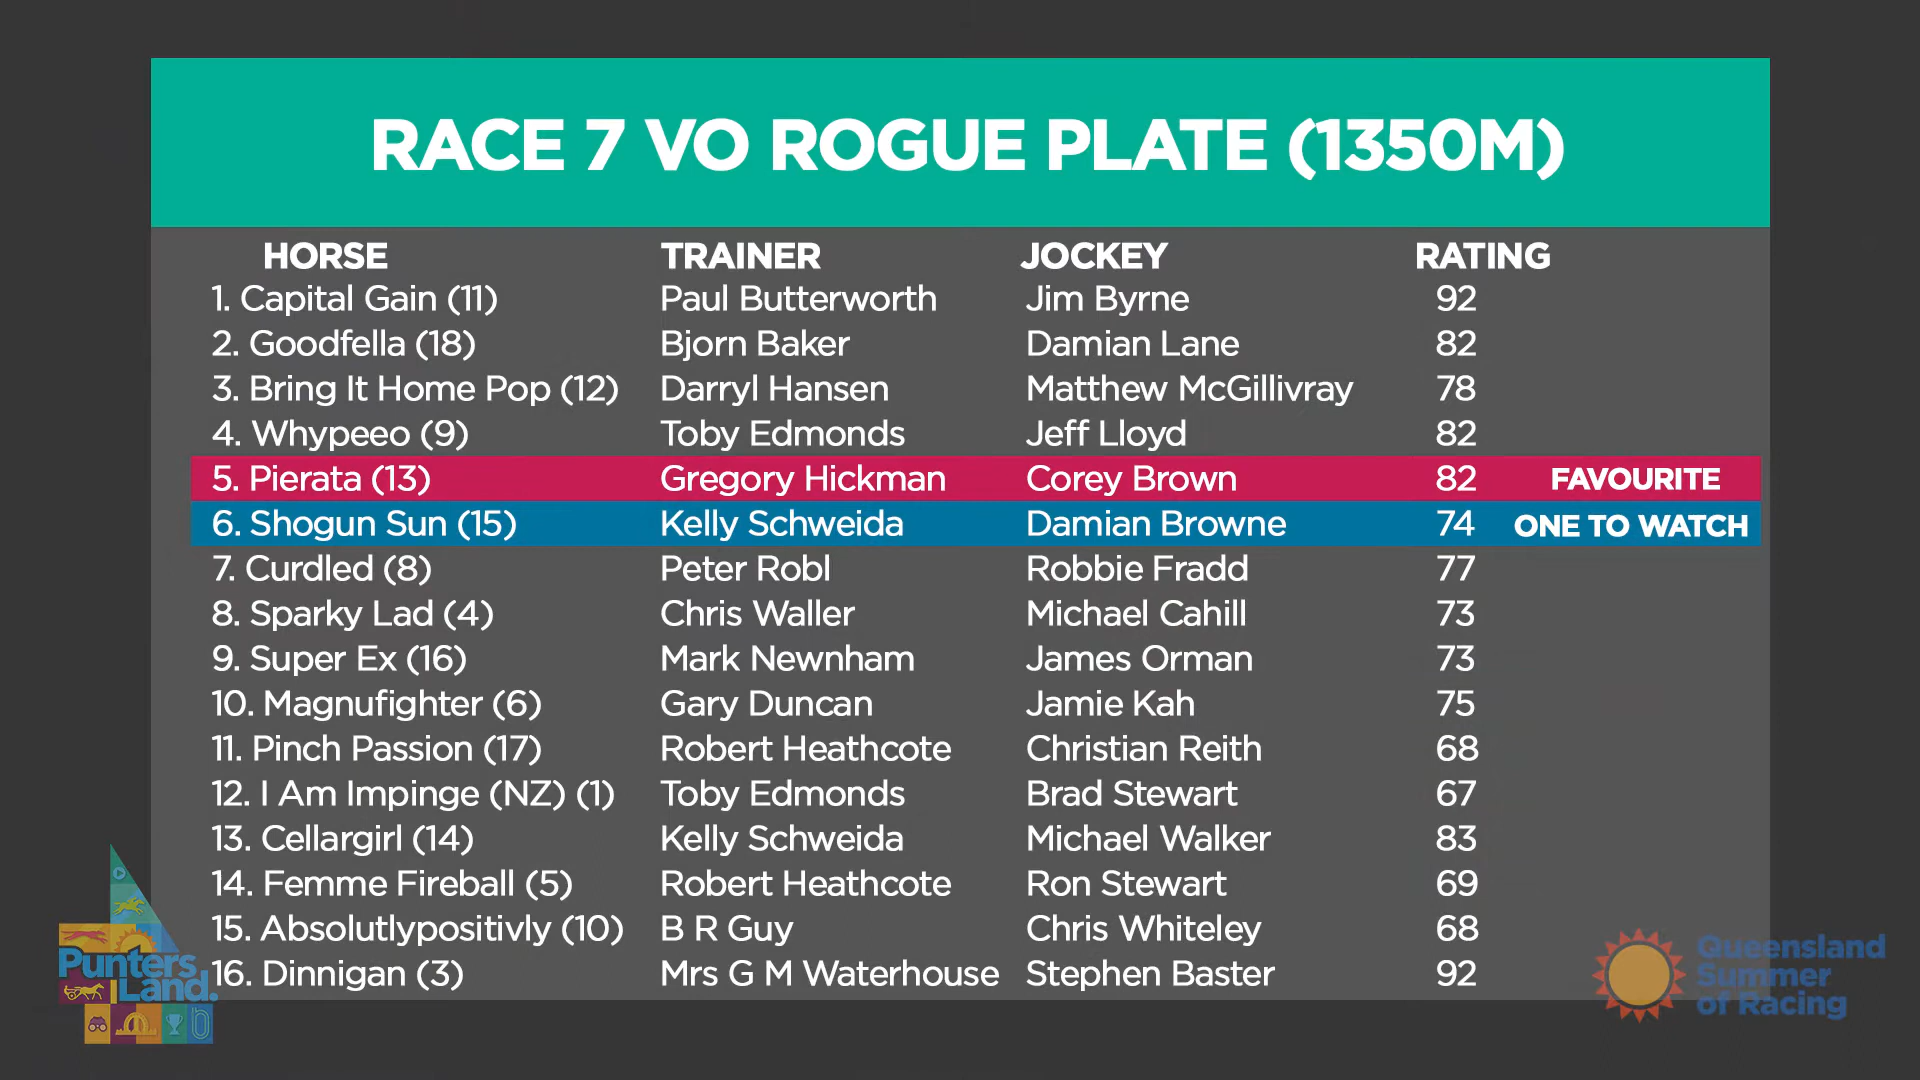 RACE 7 VO ROGUE PLATE (1350M)
HORSE TRAINER JOCKEY RATING
1. Capital Gain (11) Paul Butterworth Jim Byrne 92
2. Goodfella (18) Bjorn Baker Damian Lane 82
3. Bring It Home Pop (12) Darryl Hansen Matthew McGillivray 78
4. Whypeeo (9) Toby Edmonds Jeff Lloyd 82
5. Pierata (13) Gregory Hickman Corey Brown 82 FAVOURITE
6. Shogun Sun (15) Kelly Schweida Damian Browne 74 ONE TO WATCH
7. Curdled (8) Peter Robl Robbie Fradd 77
8. Sparky Lad (4) Chris Waller Michael Cahill 73
9. Super Ex (16) Mark Newnham James Orman 73
10. Magnufighter (6) Gary Duncan Jamie Kah 75
11. Pinch Passion (17) Robert Heathcote Christian Reith 68
12. I Am Impinge (NZ) (1) Toby Edmonds Brad Stewart 67
13. Cellargirl (14) Kelly Schweida Michael Walker 83
14. Femme Fireball (5) Robert Heathcote Ron Stewart 69
15. Absolutlypositivly (10) B R Guy Chris Whiteley 68
16. Dinnigan (3) Mrs G M Waterhouse Stephen Baster 92
Punters
Land.
Queensland
Summer
of Racing